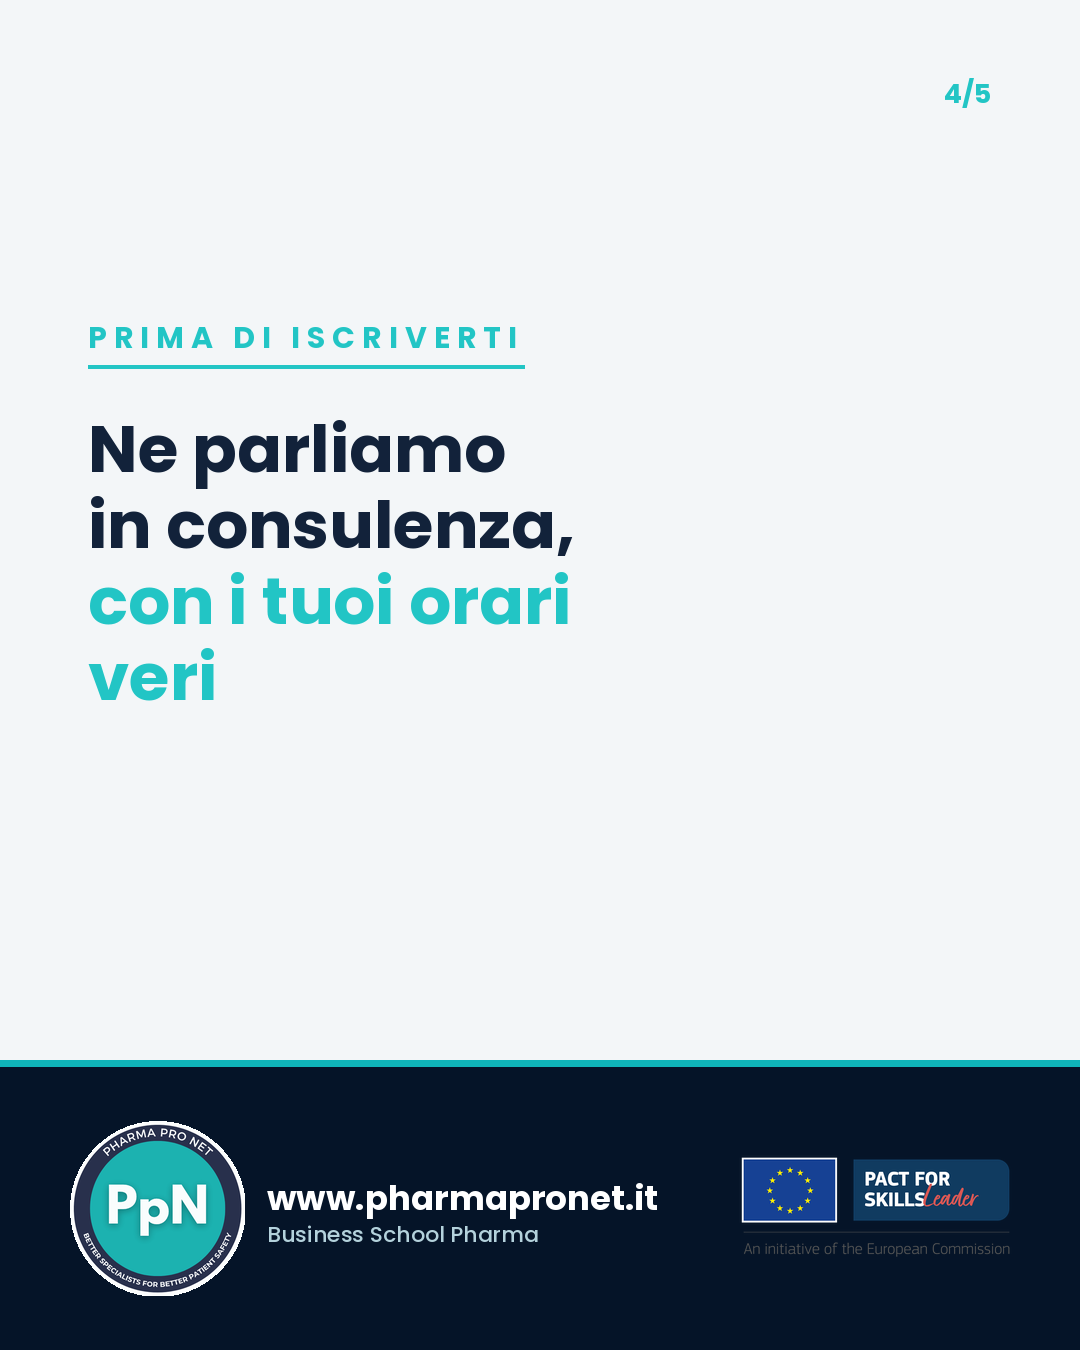 4/5
PRIMA DI ISCRIVERTI
Ne parliamo
in consulenza,
con i tuoi orari
veri
PHARMA PRO NET
PpN
BETTER SPECIALISTS FOR BETTER PATIENT SAFETY
www.pharmapronet.it
Business School Pharma
PACT FOR
SKILLS Leader
An initiative of the European Commission